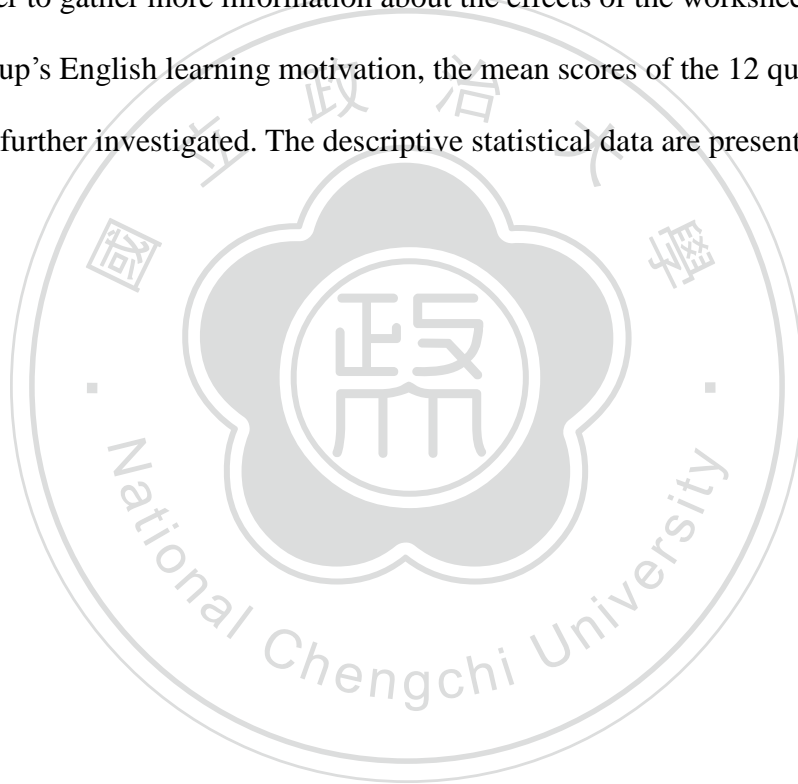 er to gather more information about the effects of the workshee
up's English learning motivation, the mean scores of the 12 qu
further investigated. The descriptive statistical data are present
國立政治大學
National Chengchi University